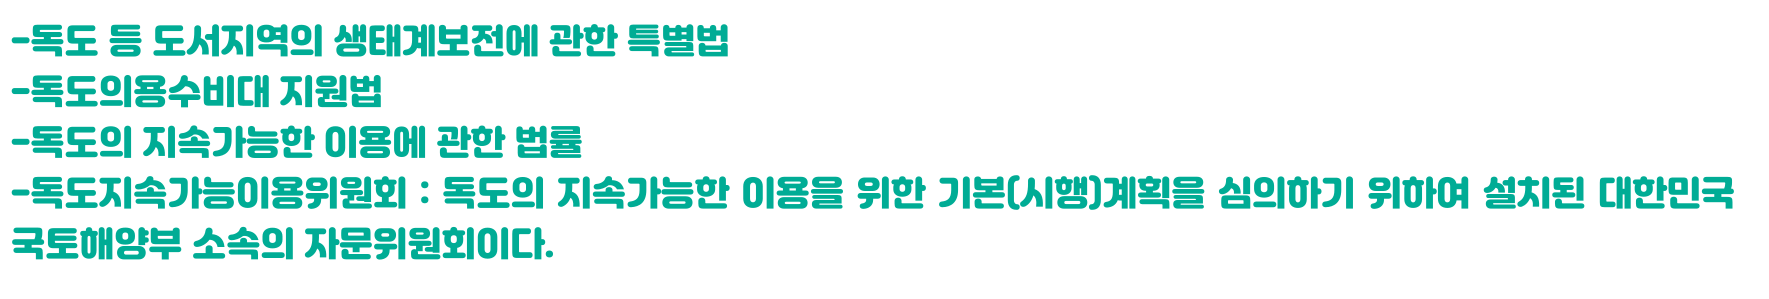 -독도 등 도서지역의 생태계보전에 관한 특별법
-독도의용수비대 지원법
-독도의 지속가능한 이용에 관한 법률
-독도지속가능이용위원회 : 독도의 지속가능한 이용을 위한 기본(시행)계획을 심의하기 위하여 설치된 대한민국
국토해양부 소속의 자문위원회이다.